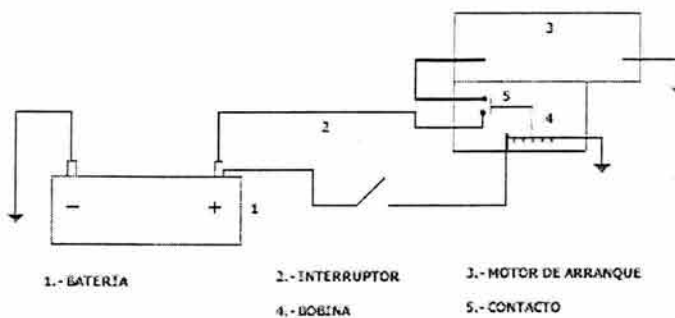 3
5
4
2
1
- +
1.- BATERIA
2.- INTERRUPTOR
3.- MOTOR DE ARRANQUE
4.- BOBINA
5.- CONTACTO